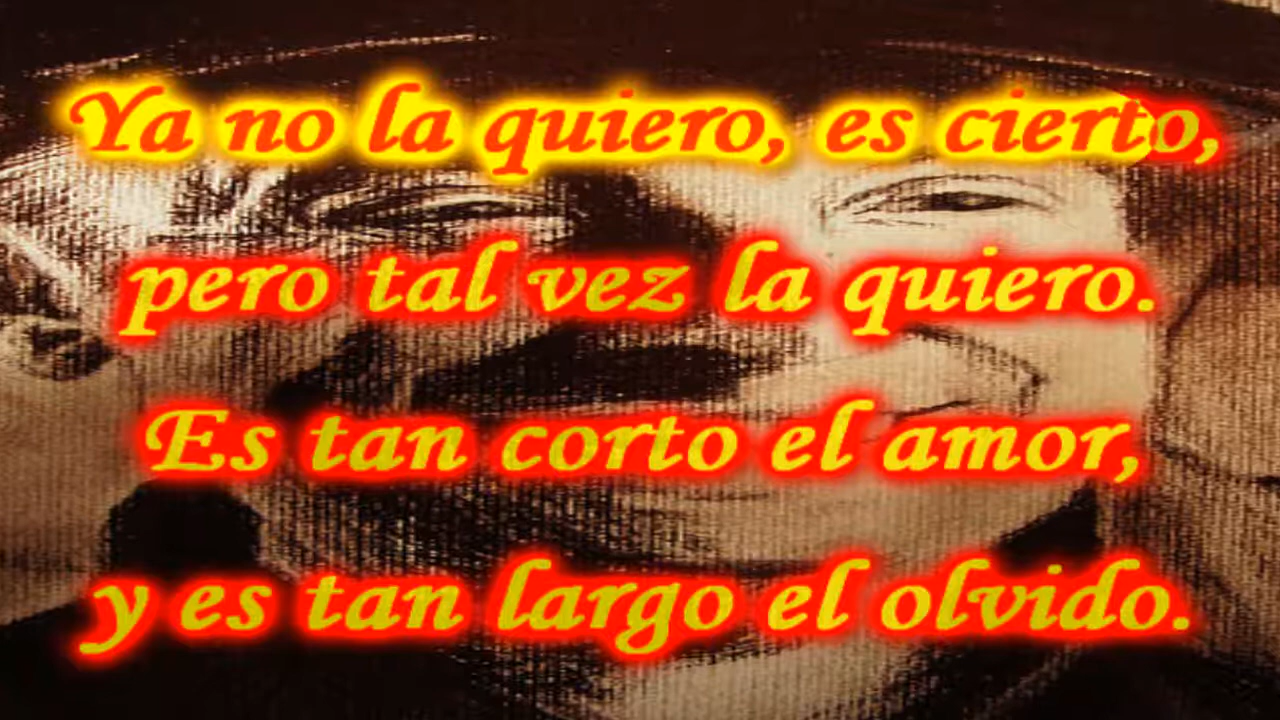 Ya no la quiero, es cierto,
pero tal vez la quiero.
Es tan corto el amor,
y es tan largo el olvido.